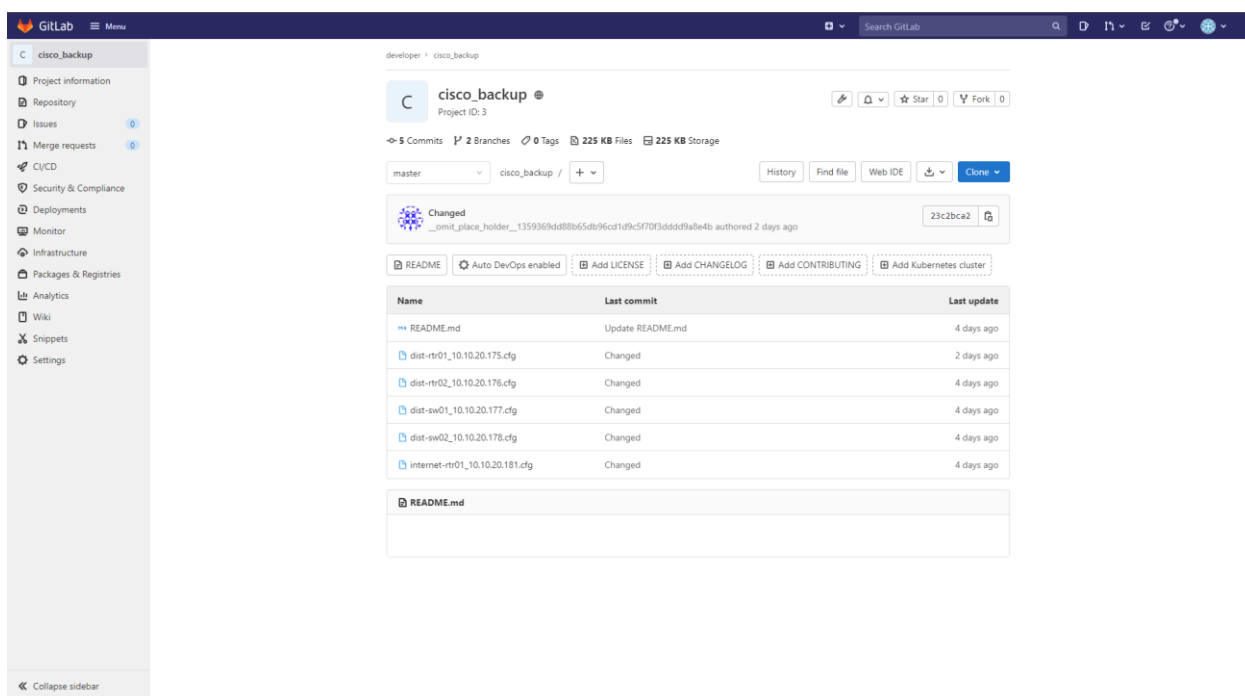 GitLab Menu Search GitLab
C cisco_backup
Project information
Repository
Issues 0
Merge requests 0
CI/CD
Security & Compliance
Deployments
Monitor
Infrastructure
Packages & Registries
Analytics
Wiki
Snippets
Settings
Collapse sidebar
developer > cisco_backup
C cisco_backup
Project ID: 3
Star 0 Fork 0
5 Commits 2 Branches 0 Tags 225 KB Files 225 KB Storage
master cisco_backup / + History Find file Web IDE Clone
Changed
__omit_place_holder__1359369dd88b65db96cd1d9c5f70f3dddd9a8e4b authored 2 days ago
23c2bca2
README Auto DevOps enabled Add LICENSE Add CHANGELOG Add CONTRIBUTING Add Kubernetes cluster
Name Last commit Last update
README.md Update README.md 4 days ago
dist-rtr01_10.10.20.175.cfg Changed 2 days ago
dist-rtr02_10.10.20.176.cfg Changed 4 days ago
dist-sw01_10.10.20.177.cfg Changed 4 days ago
dist-sw02_10.10.20.178.cfg Changed 4 days ago
internet-rtr01_10.10.20.181.cfg Changed 4 days ago
README.md